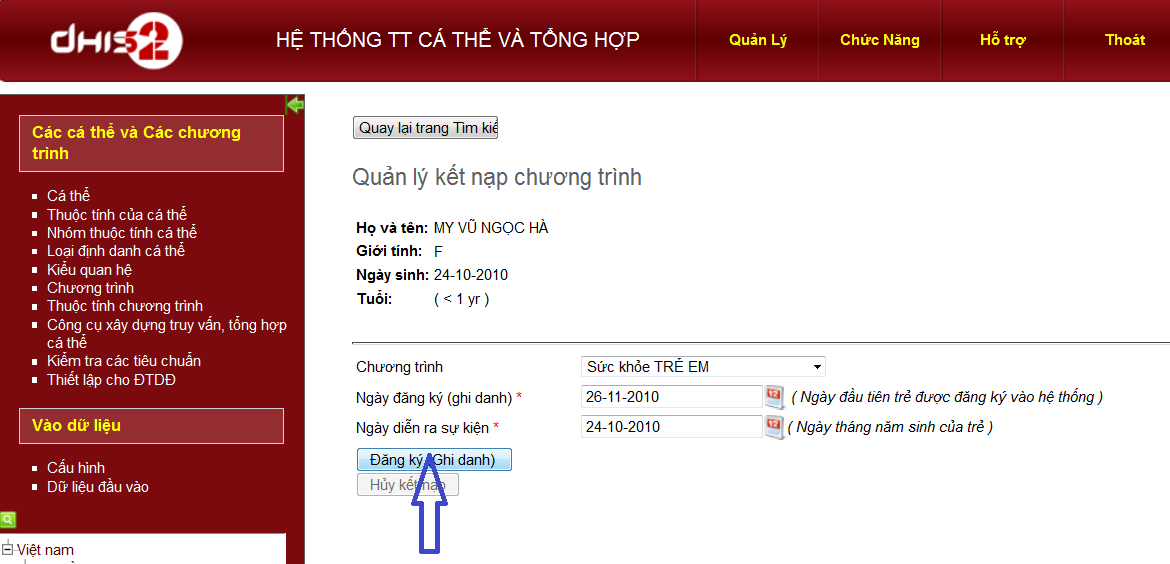 dhis2
HỆ THỐNG TT CÁ THỂ VÀ TỔNG HỢP
Quản Lý
Chức Năng
Hỗ trợ
Thoát
Các cá thể và Các chương
trình
Cá thể
Thuộc tính của cá thể
Nhóm thuộc tính cá thể
Loại định danh cá thể
Kiểu quan hệ
Chương trình
Thuộc tính chương trình
Công cụ xây dựng truy vấn, tổng hợp
cá thể
Kiểm tra các tiêu chuẩn
Thiết lập cho ĐTDĐ
Vào dữ liệu
Cấu hình
Dữ liệu đầu vào
Việt nam
Quay lại trang Tìm kiế
Quản lý kết nạp chương trình
Họ và tên: MY VŨ NGỌC HÀ
Giới tính: F
Ngày sinh: 24-10-2010
Tuổi: ( < 1 yr )
Chương trình Sức khỏe TRẺ EM
Ngày đăng ký (ghi danh) * 26-11-2010 ( Ngày đầu tiên trẻ được đăng ký vào hệ thống )
Ngày diễn ra sự kiện * 24-10-2010 ( Ngày tháng năm sinh của trẻ )
Đăng ký (Ghi danh)
Hủy kết nạp